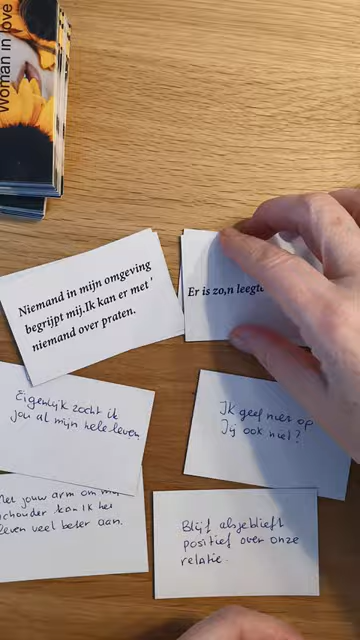 Woman in love
Niemand in mijn omgeving
begrijpt mij.Ik kan er met '
niemand over praten.
Er is zo,n leegte
Eigenlijk zocht ik
jou al mijn hele leven.
Ik geef niet op
Jij ook niet?
Met jouw arm om mijn
schouder kan ik het
leven veel beter aan.
Blijf alsjeblieft
positief over onze
relatie.